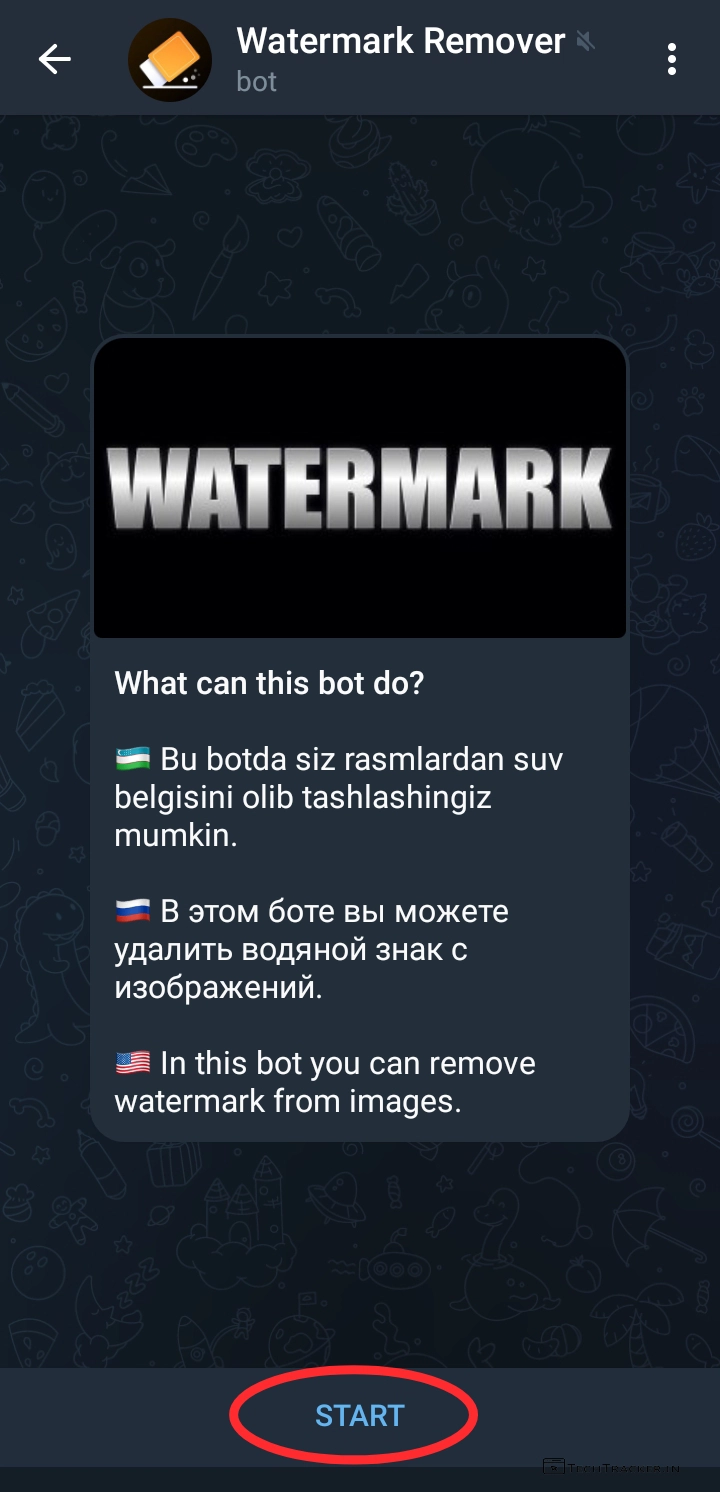 Watermark Remover
bot
WATERMARK
What can this bot do?
🇺🇿 Bu botda siz rasmlardan suv
belgisini olib tashlashingiz
mumkin.
🇷🇺 В этом боте вы можете
удалить водяной знак с
изображений.
🇺🇸 In this bot you can remove
watermark from images.
START
TechTracker.in